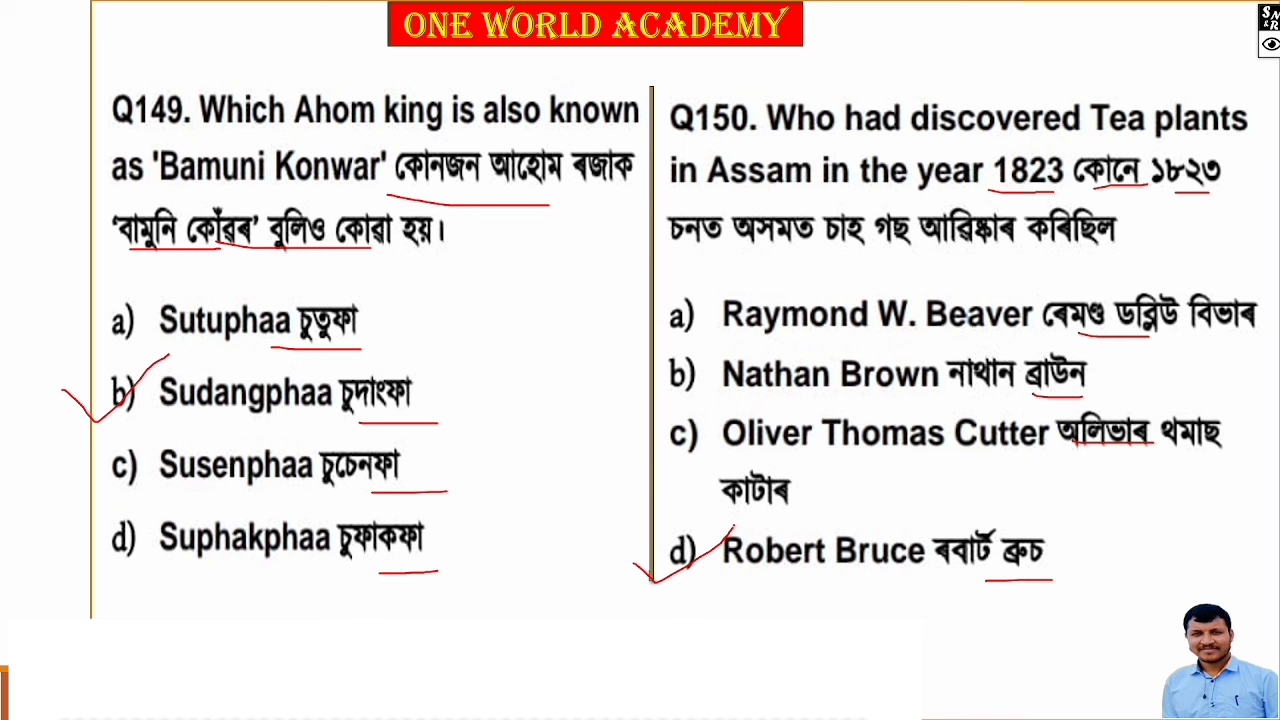 ONE WORLD ACADEMY
Q149. Which Ahom king is also known
as 'Bamuni Konwar' কোনজন আহোম ৰজাক
‘বামুনি কোঁৱৰ’ বুলিও কোৱা হয়।
a) Sutuphaa চুতুফা
b) Sudangphaa চুদাংফা
c) Susenphaa চুচেনফা
d) Suphakphaa চুফাকফা
Q150. Who had discovered Tea plants
in Assam in the year 1823 কোনে ১৮২৩
চনত অসমত চাহ গছ আৱিষ্কাৰ কৰিছিল
a) Raymond W. Beaver ৰেমণ্ড ডব্লিউ বিভাৰ
b) Nathan Brown নাথান ব্ৰাউন
c) Oliver Thomas Cutter অলিভাৰ থমাছ
কাটাৰ
d) Robert Bruce ৰবাৰ্ট ব্ৰুচ